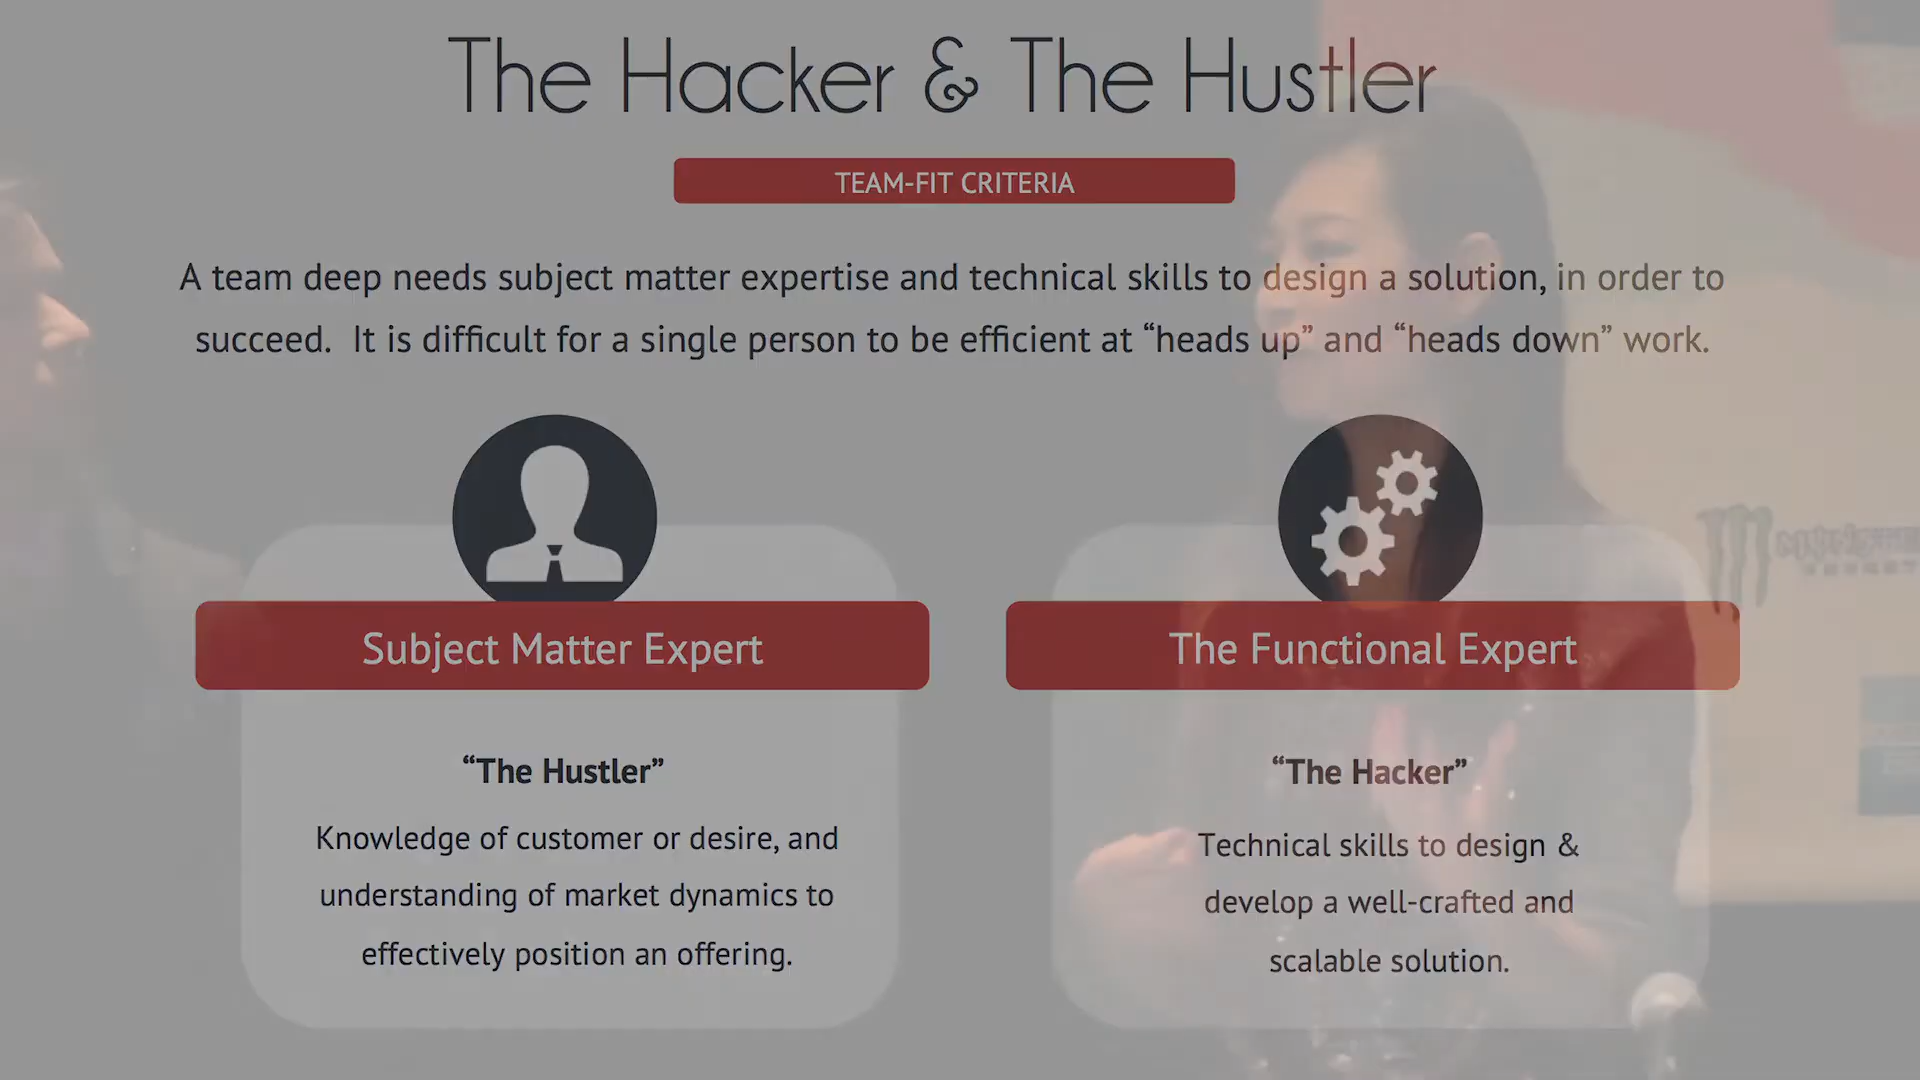 The Hacker & The Hustler
TEAM-FIT CRITERIA
A team deep needs subject matter expertise and technical skills to design a solution, in order to
succeed.  It is difficult for a single person to be efficient at “heads up” and “heads down” work.
Subject Matter Expert
The Functional Expert
“The Hustler”
Knowledge of customer or desire, and
understanding of market dynamics to
effectively position an offering.
“The Hacker”
Technical skills to design &
develop a well-crafted and
scalable solution.